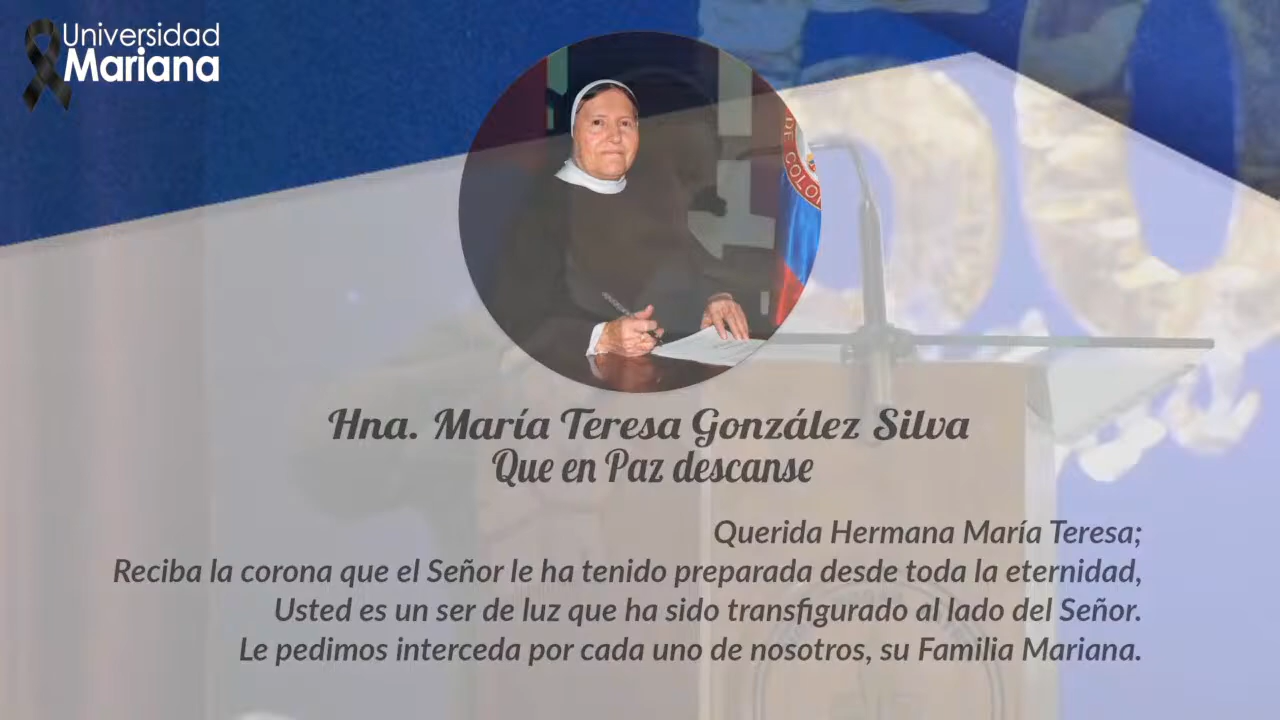 Universidad
Mariana
DE COLOM
Hna. María Teresa González Silva
Que en Paz descanse
Querida Hermana María Teresa;
Reciba la corona que el Señor le ha tenido preparada desde toda la eternidad,
Usted es un ser de luz que ha sido transfigurado al lado del Señor.
Le pedimos interceda por cada uno de nosotros, su Familia Mariana.